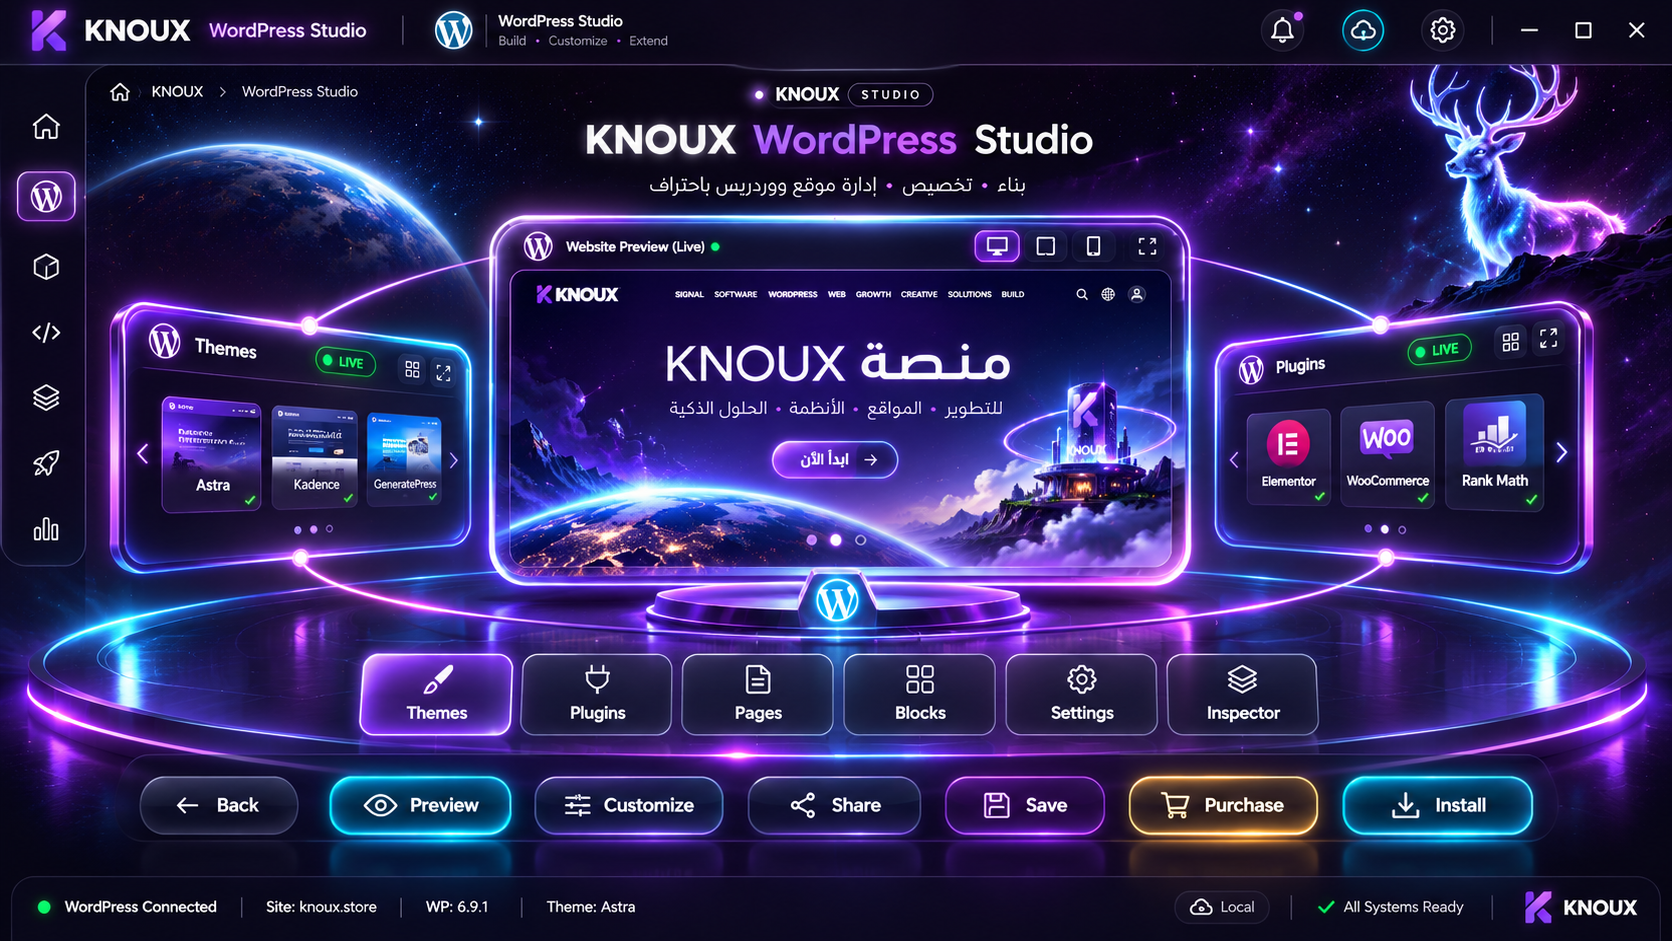 KNOUX WordPress Studio
WordPress Studio
Build • Customize • Extend
KNOUX > WordPress Studio
KNOUX STUDIO
KNOUX WordPress Studio
بناء • تخصيص • إدارة موقع ووردبريس باحتراف
Website Preview (Live)
KNOUX
SIGNAL SOFTWARE WORDPRESS WEB GROWTH CREATIVE SOLUTIONS BUILD
منصة KNOUX
للتطوير • المواقع • الأنظمة • الحلول الذكية
ابدأ الآن
KNOUX
Themes
LIVE
Astra
Kadence
GeneratePress
Plugins
LIVE
Elementor
WOO
WooCommerce
Rank Math
Themes
Plugins
Pages
Blocks
Settings
Inspector
Back
Preview
Customize
Share
Save
Purchase
Install
WordPress Connected
Site: knoux.store
WP: 6.9.1
Theme: Astra
Local
All Systems Ready
KNOUX